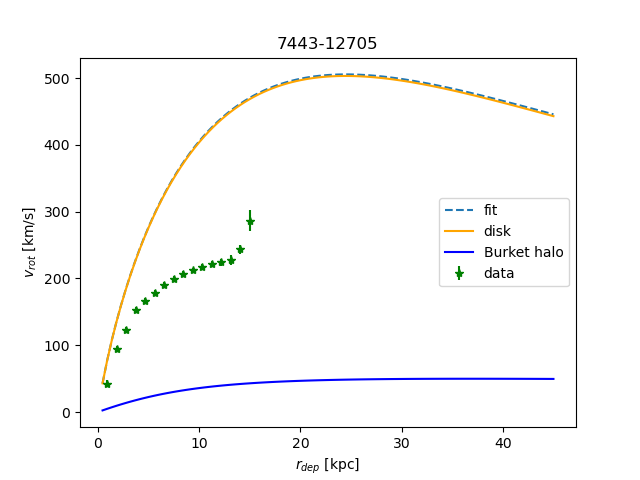 7443-12705
500
400
300
200
100
0
v_rot [km/s]
fit
disk
Burket halo
data
0 10 20 30 40
r_dep [kpc]